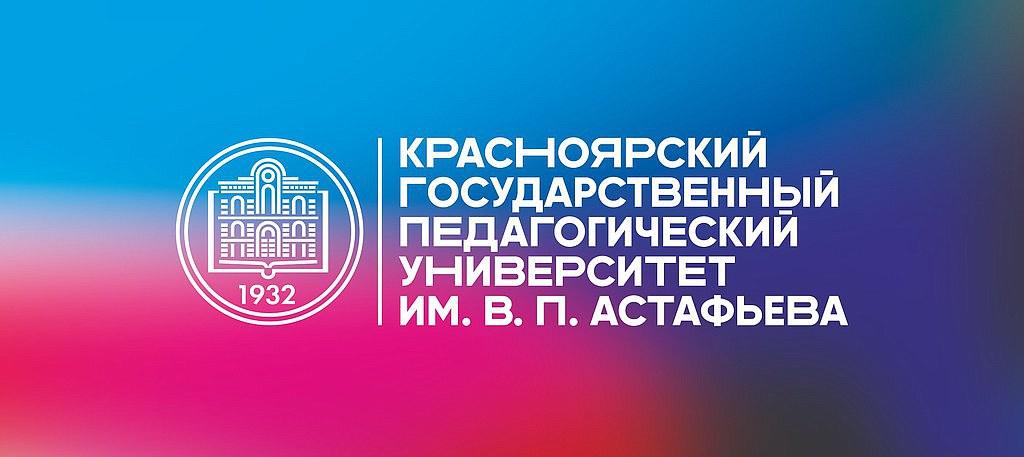 1932
КРАСНОЯРСКИЙ
ГОСУДАРСТВЕННЫЙ
ПЕДАГОГИЧЕСКИЙ
УНИВЕРСИТЕТ
ИМ. В. П. АСТАФЬЕВА